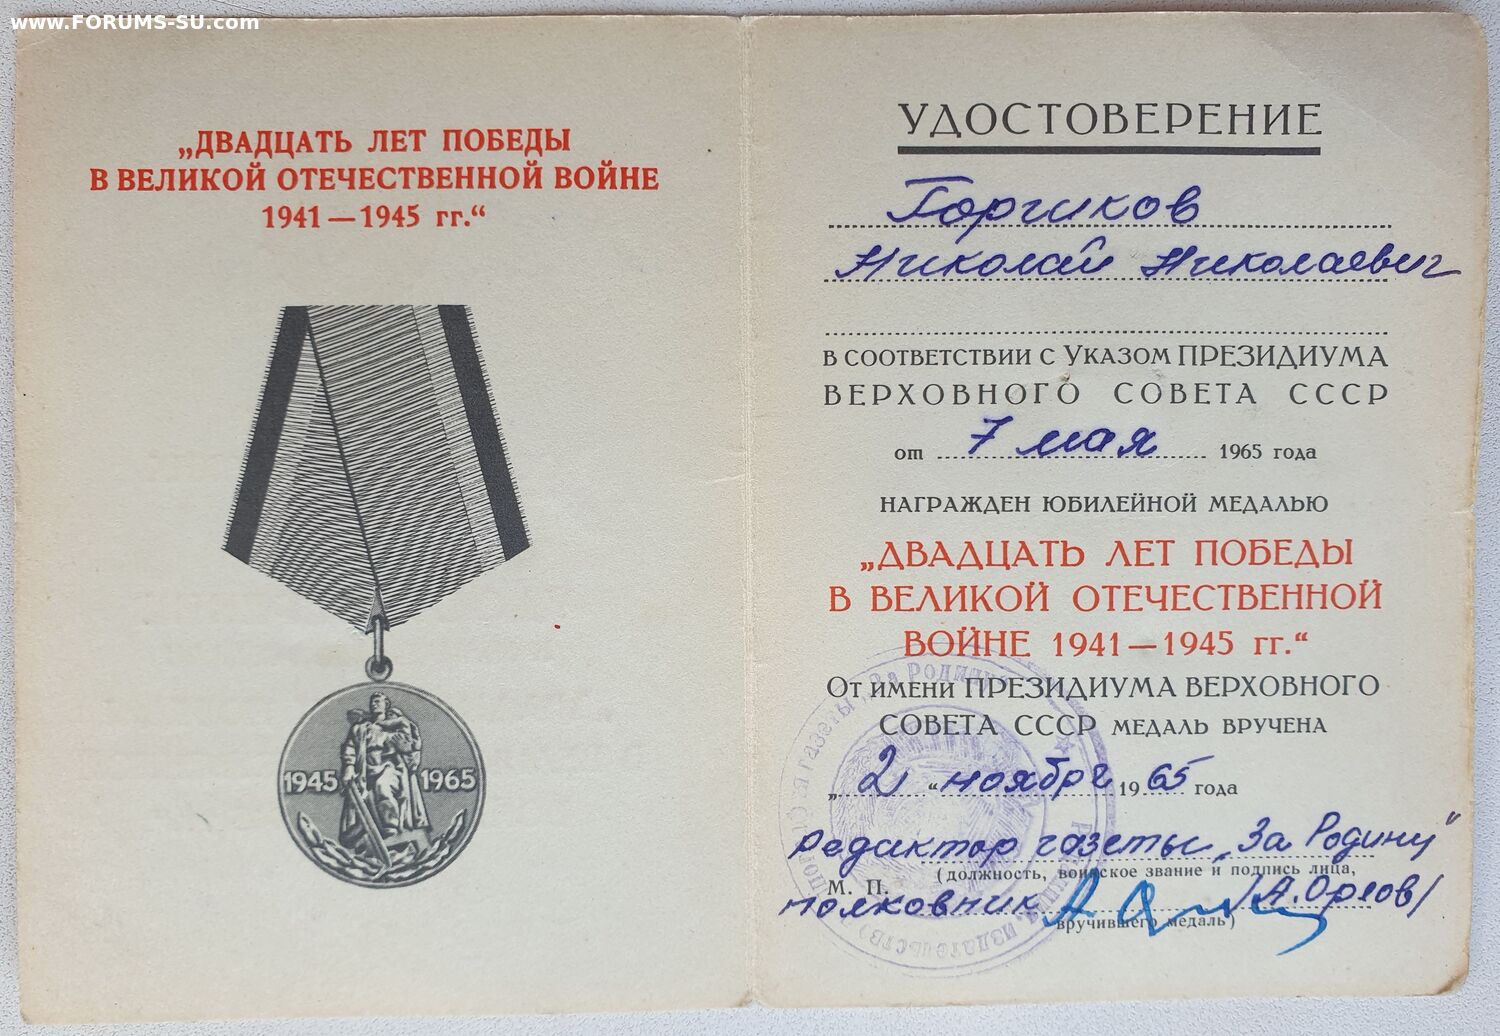 www.FORUMS-SU.com
„ДВАДЦАТЬ ЛЕТ ПОБЕДЫ
В ВЕЛИКОЙ ОТЕЧЕСТВЕННОЙ ВОЙНЕ
1941 — 1945 гг.“
1945 1965
УДОСТОВЕРЕНИЕ
Горшков
Николай Николаевич
В СООТВЕТСТВИИ С УКАЗОМ ПРЕЗИДИУМА
ВЕРХОВНОГО СОВЕТА СССР
от 7 мая 1965 года
НАГРАЖДЕН ЮБИЛЕЙНОЙ МЕДАЛЬЮ
„ДВАДЦАТЬ ЛЕТ ПОБЕДЫ
В ВЕЛИКОЙ ОТЕЧЕСТВЕННОЙ
ВОЙНЕ 1941 — 1945 гг.“
ОТ ИМЕНИ ПРЕЗИДИУМА ВЕРХОВНОГО
СОВЕТА СССР МЕДАЛЬ ВРУЧЕНА
„2“ ноября 1965 года
Редактор газеты „За Родину"
(должность, воинское звание и подпись лица,
М. П.
полковник /А. Орлов/
вручившего медаль)
газеты „За Родину